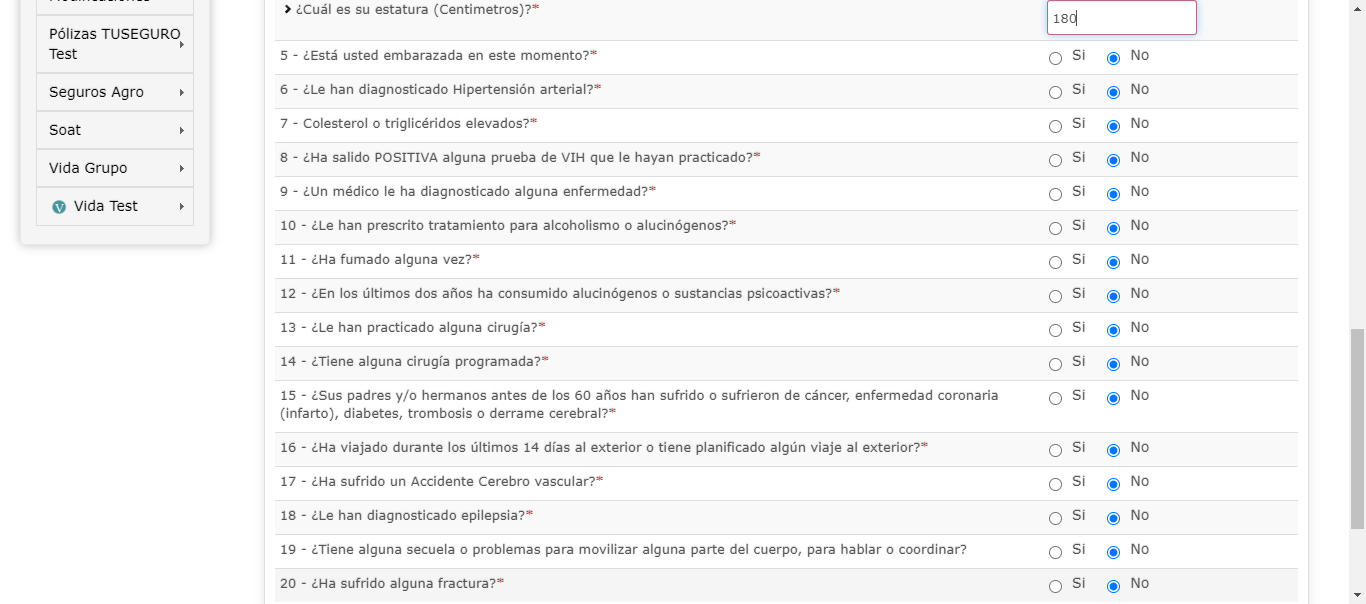 ¿Cuál es su estatura (Centimetros)?*
180
Pólizas TUSEGURO
Test
Seguros Agro
Soat
Vida Grupo
V Vida Test
5 - ¿Está usted embarazada en este momento?* Si No
6 - ¿Le han diagnosticado Hipertensión arterial?* Si No
7 - Colesterol o triglicéridos elevados?* Si No
8 - ¿Ha salido POSITIVA alguna prueba de VIH que le hayan practicado?* Si No
9 - ¿Un médico le ha diagnosticado alguna enfermedad?* Si No
10 - ¿Le han prescrito tratamiento para alcoholismo o alucinógenos?* Si No
11 - ¿Ha fumado alguna vez?* Si No
12 - ¿En los últimos dos años ha consumido alucinógenos o sustancias psicoactivas?* Si No
13 - ¿Le han practicado alguna cirugía?* Si No
14 - ¿Tiene alguna cirugía programada?* Si No
15 - ¿Sus padres y/o hermanos antes de los 60 años han sufrido o sufrieron de cáncer, enfermedad coronaria Si No
(infarto), diabetes, trombosis o derrame cerebral?*
16 - ¿Ha viajado durante los últimos 14 días al exterior o tiene planificado algún viaje al exterior?* Si No
17 - ¿Ha sufrido un Accidente Cerebro vascular?* Si No
18 - ¿Le han diagnosticado epilepsia?* Si No
19 - ¿Tiene alguna secuela o problemas para movilizar alguna parte del cuerpo, para hablar o coordinar? Si No
20 - ¿Ha sufrido alguna fractura?* Si No